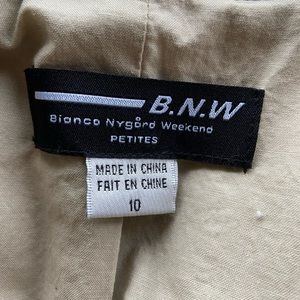 B.N.W
Bianca Nygård Weekend
PETITES
MADE IN CHINA
FAIT EN CHINE
10